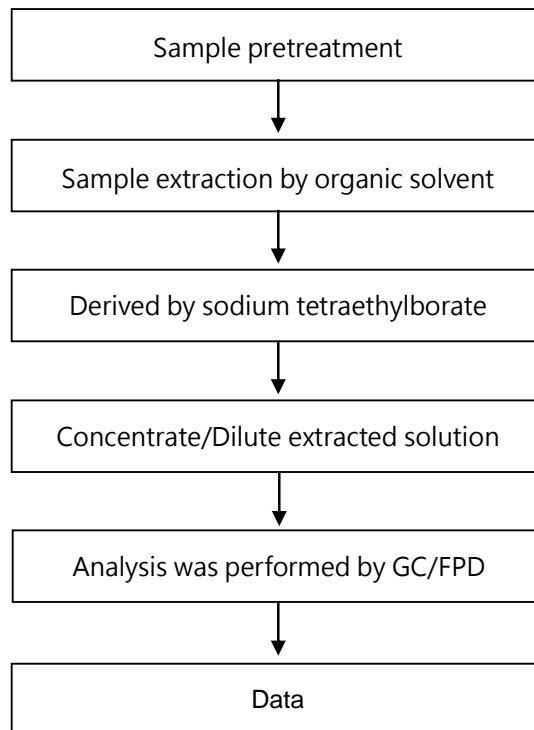 Sample pretreatment
Sample extraction by organic solvent
Derived by sodium tetraethylborate
Concentrate/Dilute extracted solution
Analysis was performed by GC/FPD
Data